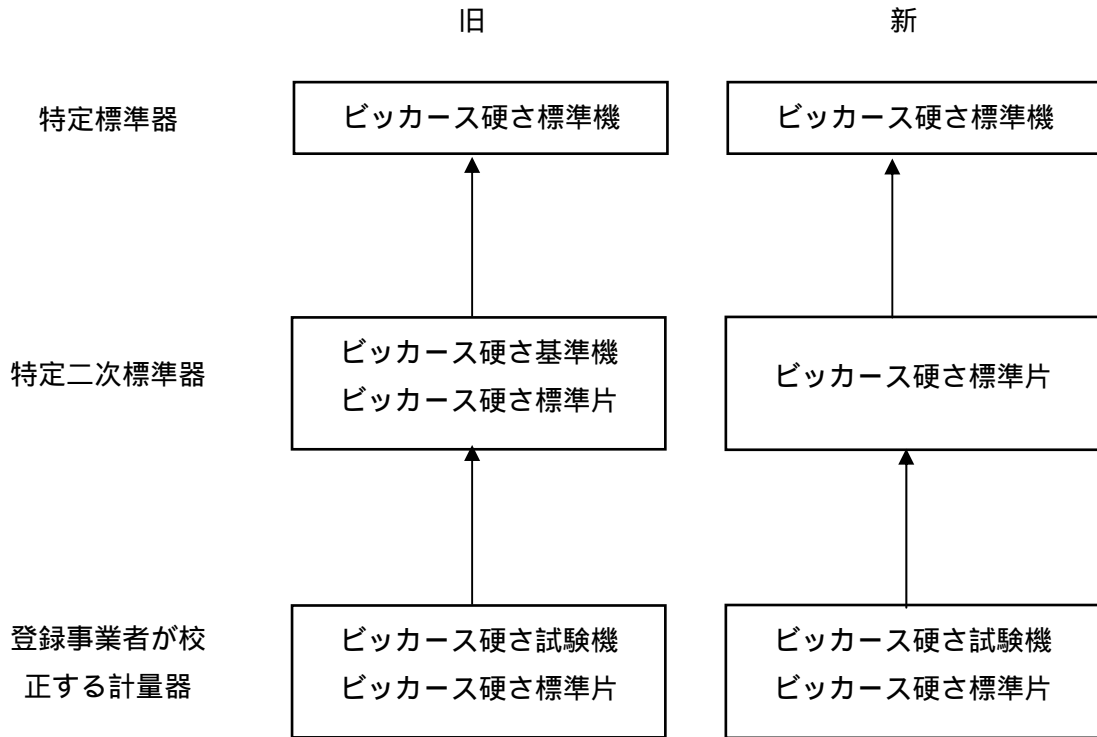 旧 新
特定標準器 ビッカース硬さ標準機 ビッカース硬さ標準機
特定二次標準器
ビッカース硬さ基準機
ビッカース硬さ標準片
ビッカース硬さ標準片
登録事業者が校
正する計量器
ビッカース硬さ試験機
ビッカース硬さ標準片
ビッカース硬さ試験機
ビッカース硬さ標準片